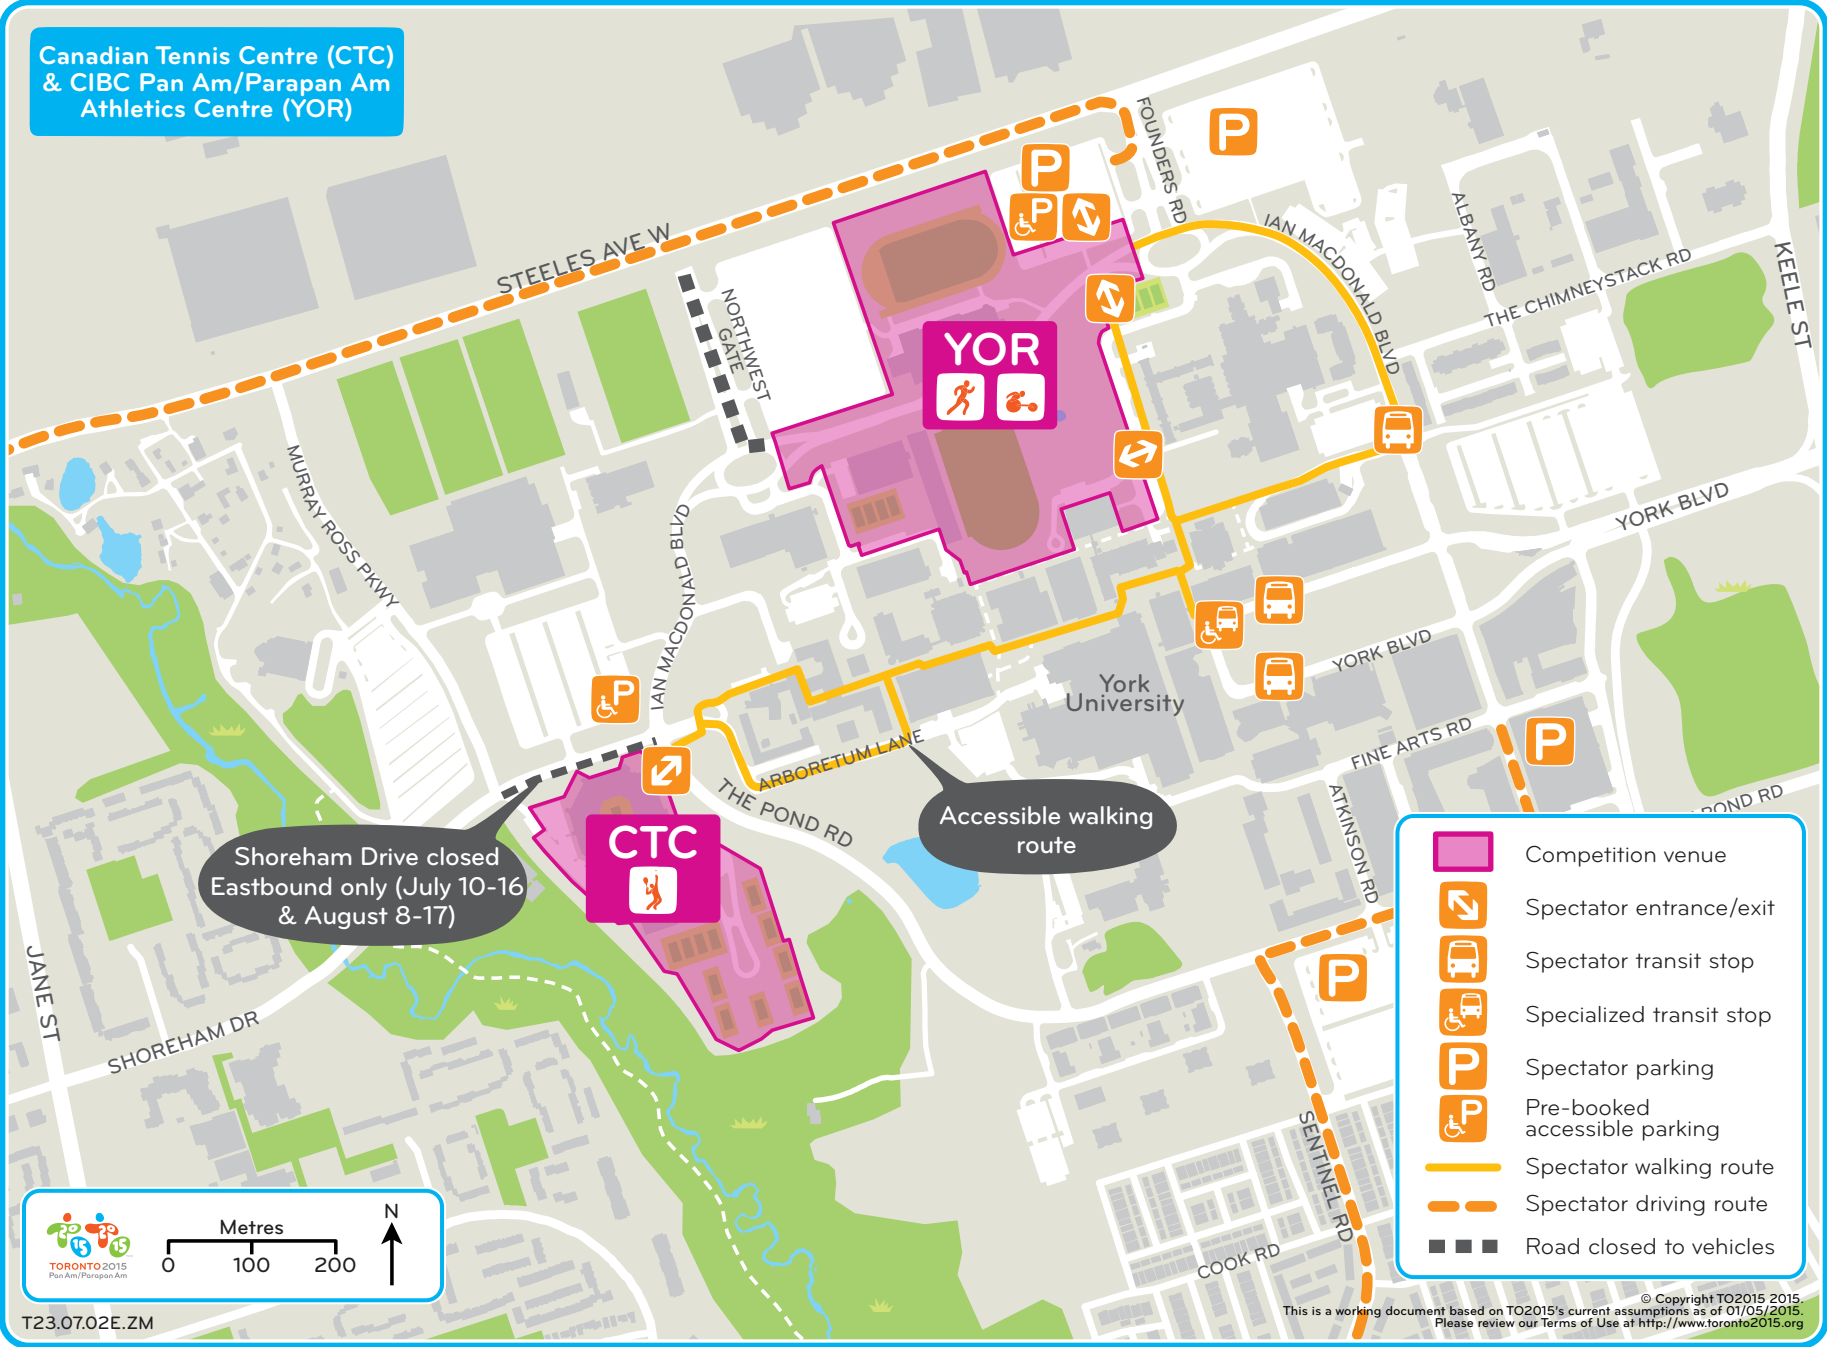 Canadian Tennis Centre (CTC)
& CIBC Pan Am/Parapan Am
Athletics Centre (YOR)
P
FOUNDERS RD
P
P
STEELES AVE W
IAN MACDONALD BLVD
ALBANY RD
THE CHIMNEYSTACK RD
KEELE ST
NORTHWEST
GATE
YOR
MURRAY ROSS PKWY
IAN MACDONALD BLVD
YORK BLVD
P
YORK BLVD
York
University
FINE ARTS RD
P
ARBORETUM LANE
THE POND RD
ATKINSON RD
POND RD
Accessible walking
route
CTC
Shoreham Drive closed
Eastbound only (July 10-16
& August 8-17)
P
JANE ST
SHOREHAM DR
SENTINEL RD
COOK RD
Competition venue
Spectator entrance/exit
Spectator transit stop
Specialized transit stop
P
Spectator parking
P
Pre-booked
accessible parking
Spectator walking route
Spectator driving route
Road closed to vehicles
20 20
15 15
TORONTO2015
Pan Am/Parapan Am
Metres
0 100 200
N
T23.07.02E.ZM
© Copyright TO2015 2015.
This is a working document based on TO2015's current assumptions as of 01/05/2015.
Please review our Terms of Use at http://www.toronto2015.org